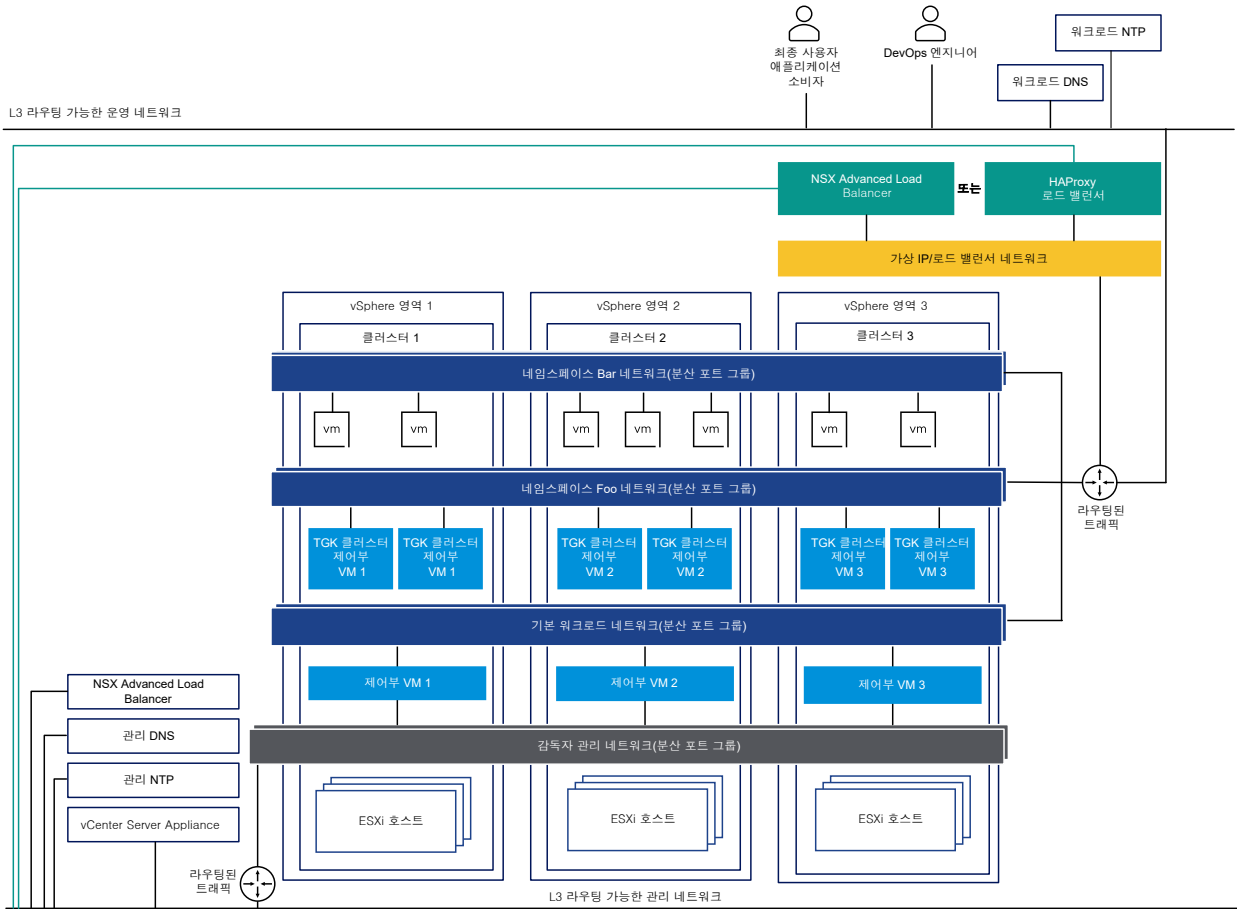 최종 사용자
애플리케이션
소비자
DevOps 엔지니어
워크로드 NTP
워크로드 DNS
L3 라우팅 가능한 운영 네트워크
NSX Advanced Load
Balancer
또는
HAProxy
로드 밸런서
가상 IP/로드 밸런서 네트워크
vSphere 영역 1
vSphere 영역 2
vSphere 영역 3
클러스터 1
클러스터 2
클러스터 3
네임스페이스 Bar 네트워크(분산 포트 그룹)
vm
vm
vm
vm
vm
vm
vm
네임스페이스 Foo 네트워크(분산 포트 그룹)
라우팅된
트래픽
TGK 클러스터
제어부
VM 1
TGK 클러스터
제어부
VM 1
TGK 클러스터
제어부
VM 2
TGK 클러스터
제어부
VM 2
TGK 클러스터
제어부
VM 3
TGK 클러스터
제어부
VM 3
기본 워크로드 네트워크(분산 포트 그룹)
제어부 VM 1
제어부 VM 2
제어부 VM 3
NSX Advanced Load
Balancer
관리 DNS
관리 NTP
vCenter Server Appliance
감독자 관리 네트워크(분산 포트 그룹)
ESXi 호스트
ESXi 호스트
ESXi 호스트
라우팅된
트래픽
L3 라우팅 가능한 관리 네트워크